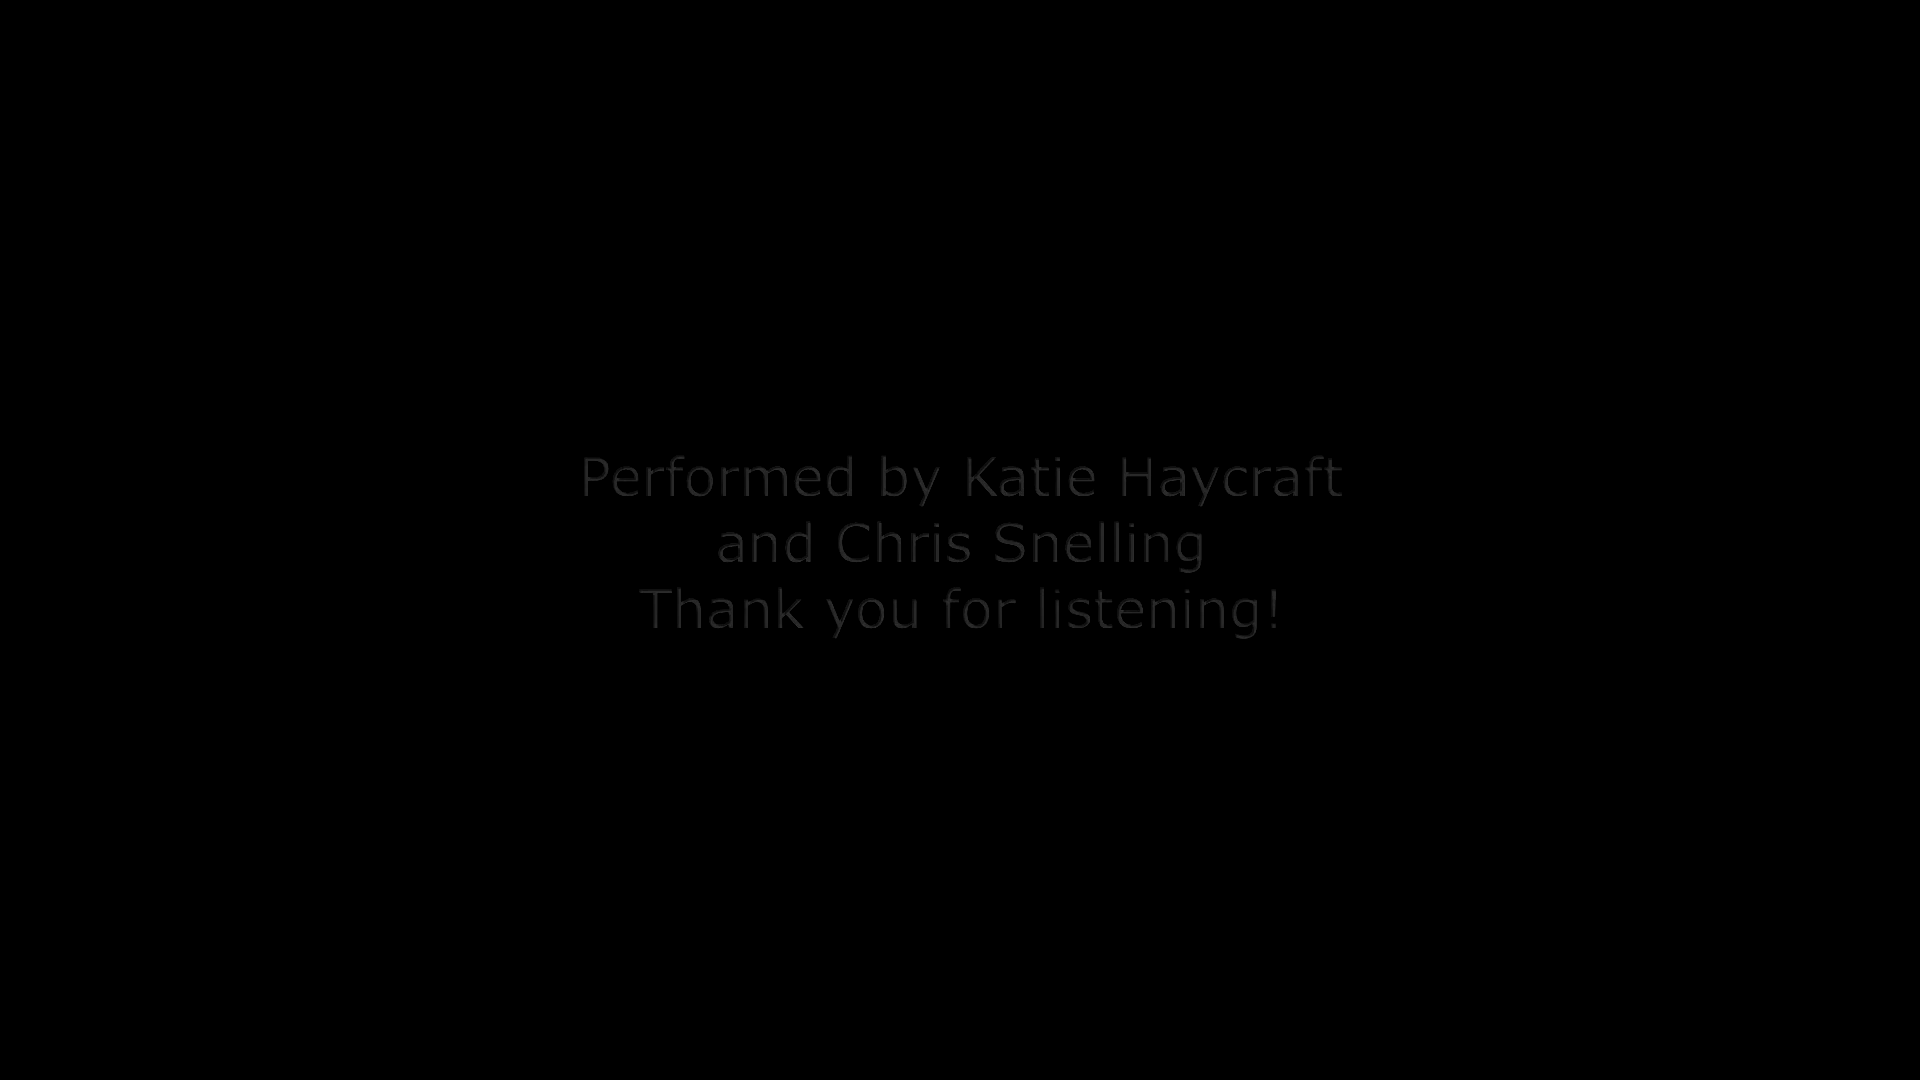 Performed by Katie Haycraft
and Chris Snelling
Thank you for listening!